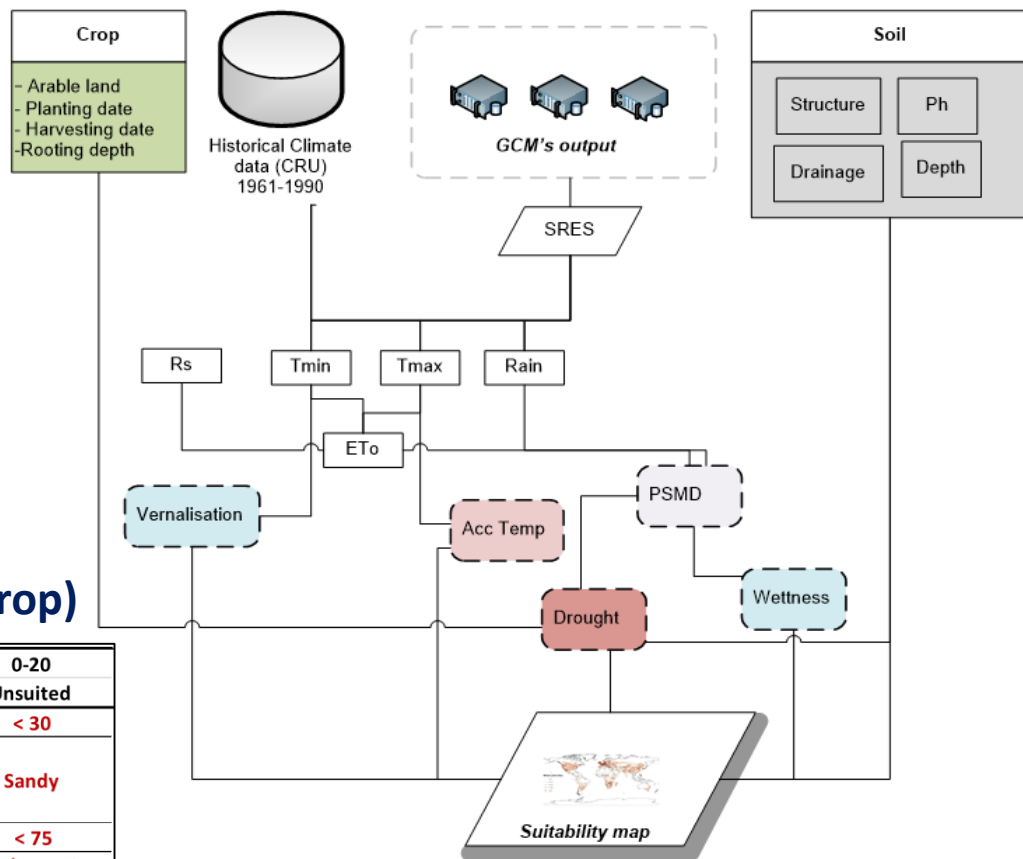 Crop
- Arable land
- Planting date
- Harvesting date
-Rooting depth
Historical Climate
data (CRU)
1961-1990
GCM's output
SRES
Soil
Structure
Ph
Drainage
Depth
Rs
Tmin
Tmax
Rain
ETo
PSMD
Vernalisation
Acc Temp
Wettness
Drought
rop)
0-20
Unsuited
< 30
Sandy
< 75
Suitability map